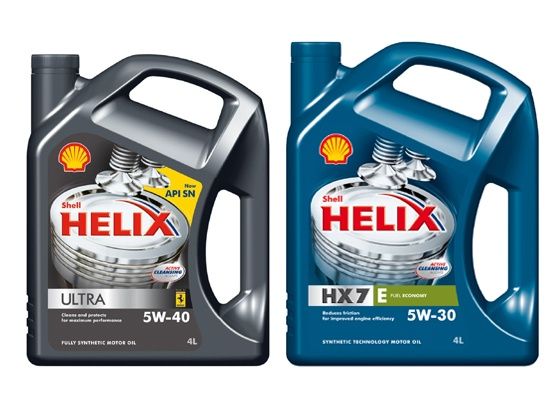 Now
API SN
Shell
HELIX
ACTIVE
CLEANSING
ULTRA
Cleans and protects
for maximum performance
5W-40
FULLY SYNTHETIC MOTOR OIL
4L
Shell
HELIX
ACTIVE
CLEANSING
HX7 E FUEL ECONOMY
Reduces friction
for improved engine efficiency
5W-30
SYNTHETIC TECHNOLOGY MOTOR OIL
4L